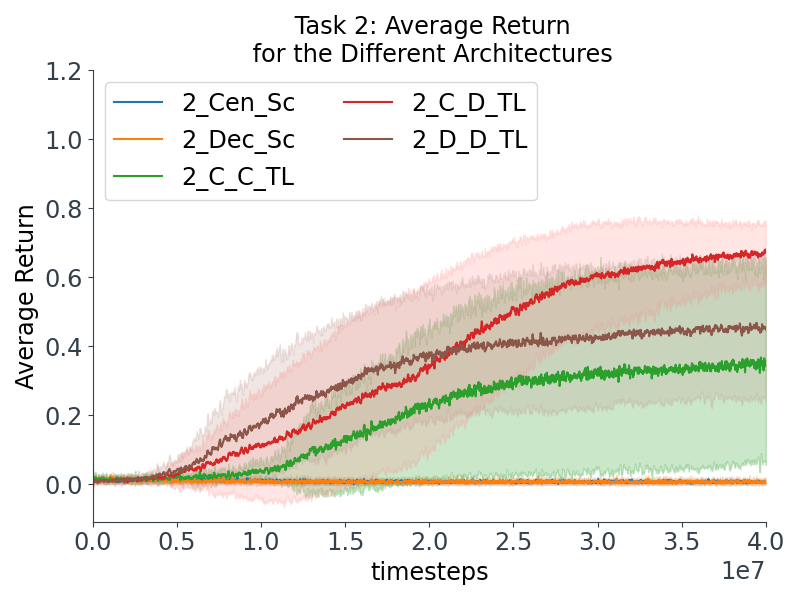 Task 2: Average Return
for the Different Architectures
2_Cen_Sc
2_Dec_Sc
2_C_C_TL
2_C_D_TL
2_D_D_TL
Average Return
1.2
1.0
0.8
0.6
0.4
0.2
0.0
0.0 0.5 1.0 1.5 2.0 2.5 3.0 3.5 4.0
timesteps
1e7